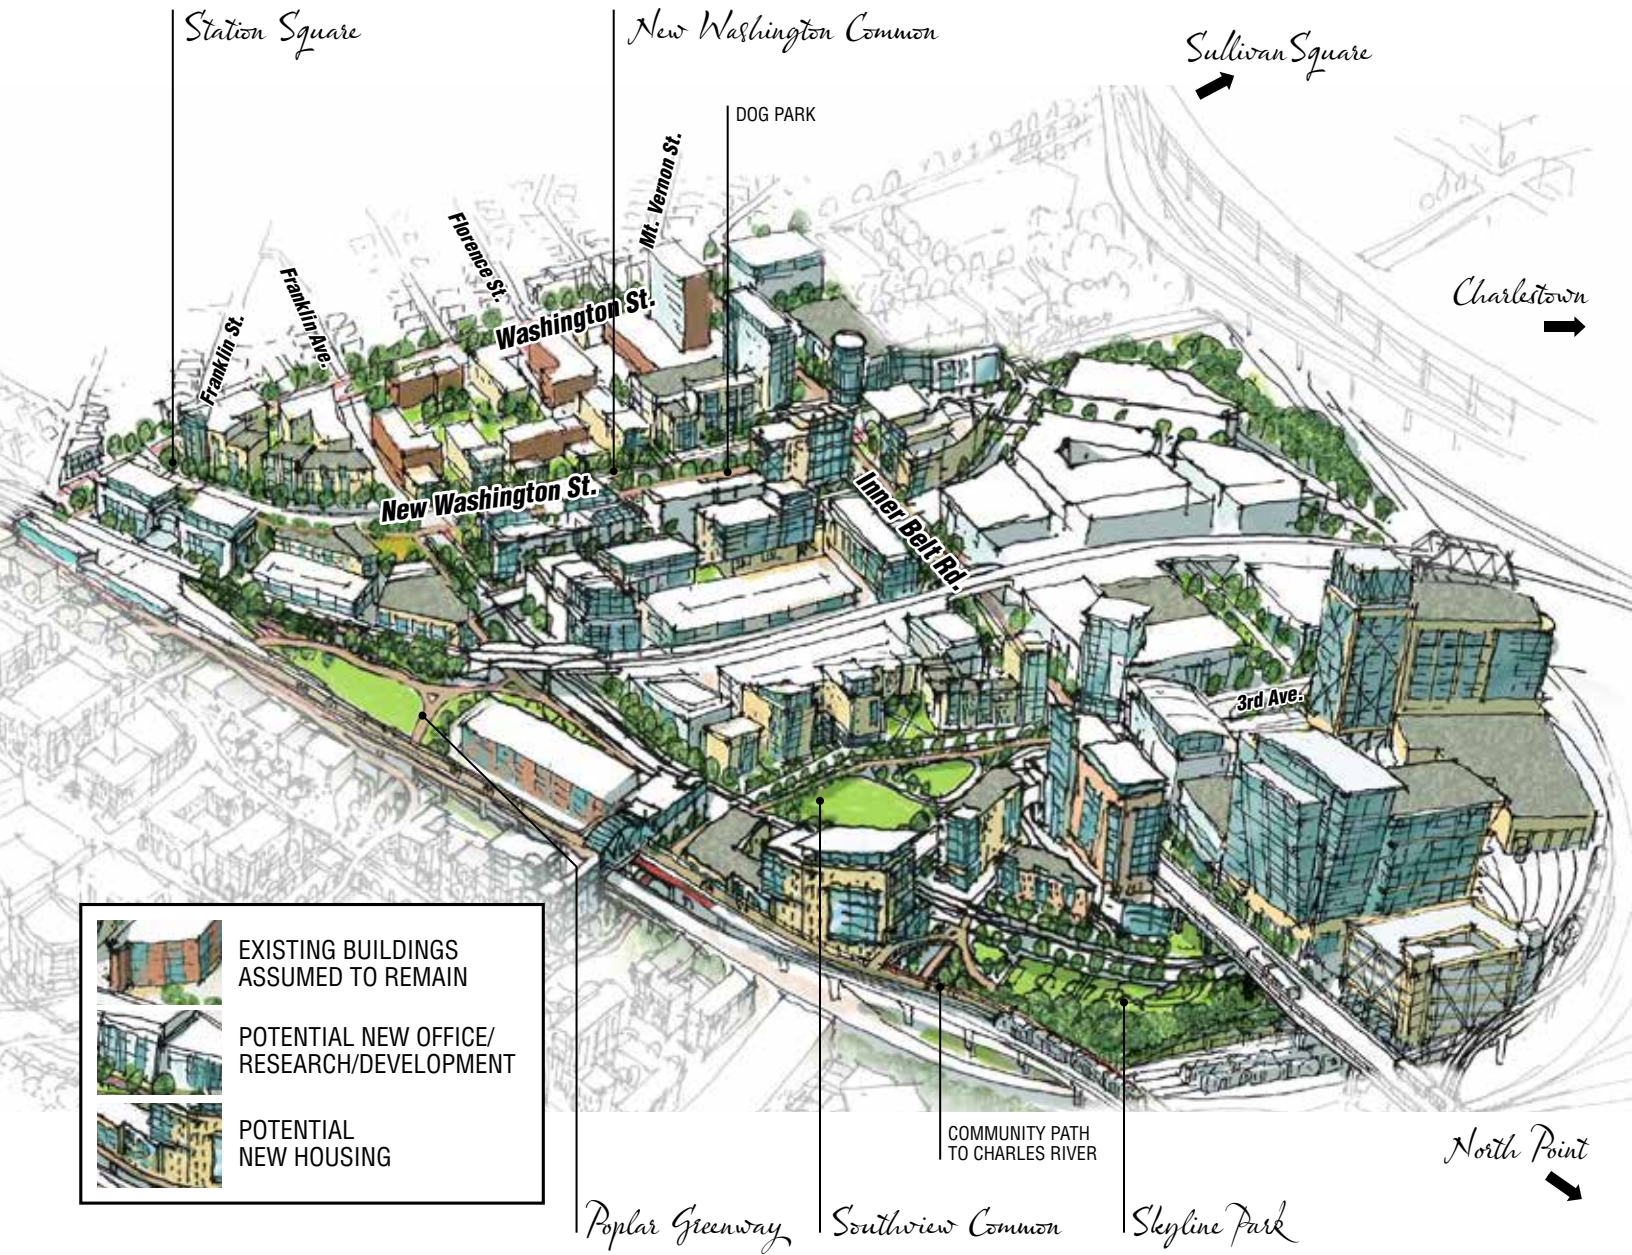 Station Square
New Washington Common
Sullivan Square
DOG PARK
Mt. Vernon St.
Florence St.
Franklin Ave.
Washington St.
Charlestown
Franklin St.
New Washington St.
Inner Belt Rd.
3rd Ave.
EXISTING BUILDINGS
ASSUMED TO REMAIN
POTENTIAL NEW OFFICE/
RESEARCH/DEVELOPMENT
POTENTIAL
NEW HOUSING
COMMUNITY PATH
TO CHARLES RIVER
North Point
Poplar Greenway
Southview Common
Skyline Park